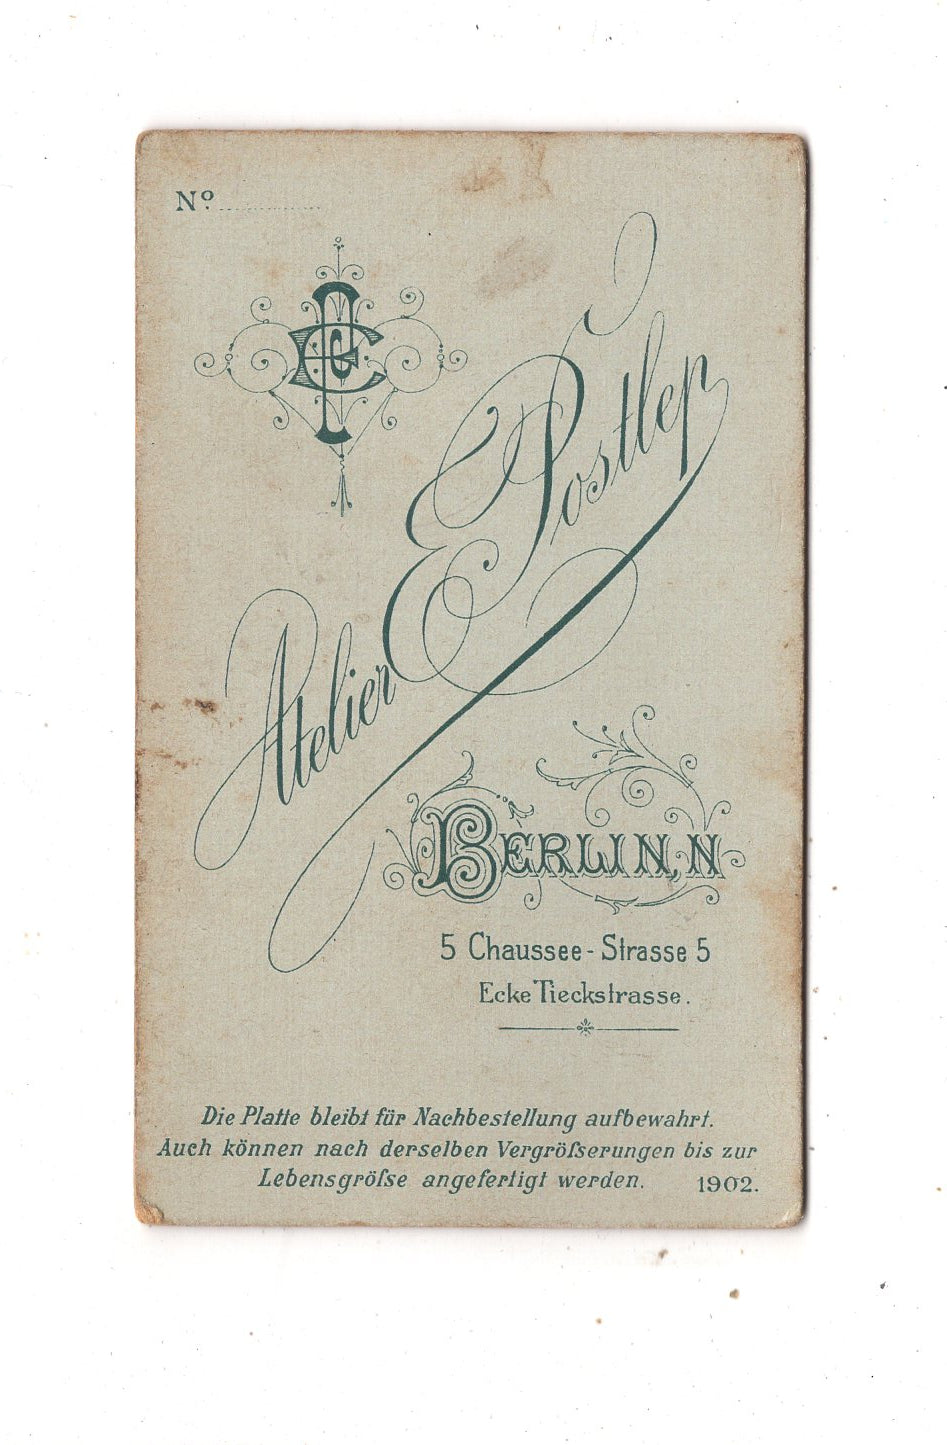 Nº
Atelier E Postlep
BERLIN, N
5 Chaussee-Strasse 5
Ecke Tieckstrasse.
Die Platte bleibt für Nachbestellung aufbewahrt.
Auch können nach derselben Vergröſserungen bis zur
Lebensgröſse angefertigt werden. 1902.